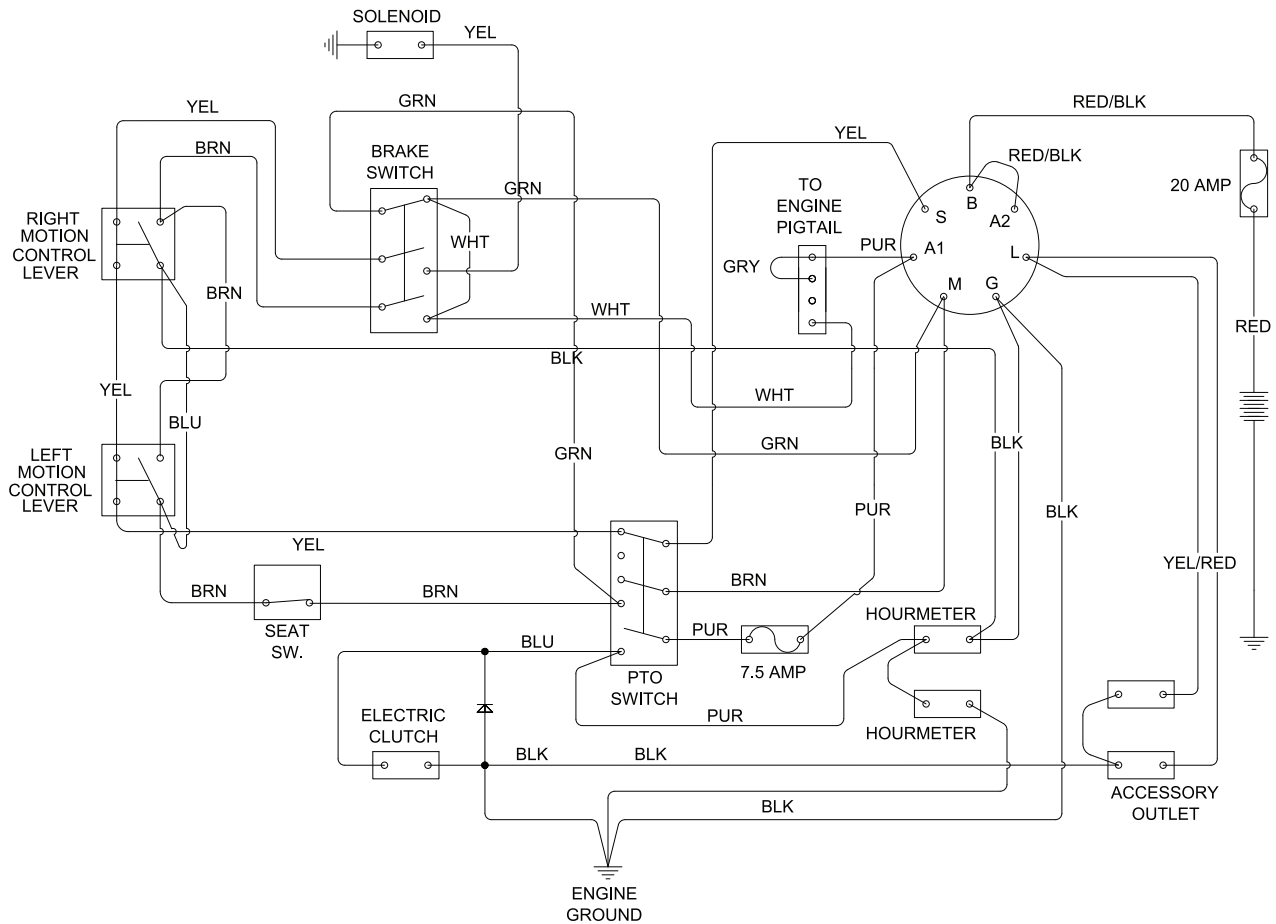 SOLENOID
YEL
GRN
YEL
BRN
BRAKE
SWITCH
GRN
WHT
RIGHT
MOTION
CONTROL
LEVER
BRN
WHT
BLK
YEL
BLU
LEFT
MOTION
CONTROL
LEVER
GRN
YEL
RED/BLK
RED/BLK
20 AMP
TO
ENGINE
PIGTAIL
PUR
GRY
S
B
A2
A1
L
M
G
RED
WHT
GRN
BLK
PUR
BLK
YEL/RED
YEL
BRN
SEAT
SW.
BRN
BRN
BLU
PUR
7.5 AMP
PTO
SWITCH
HOURMETER
PUR
HOURMETER
ELECTRIC
CLUTCH
BLK
BLK
BLK
ACCESSORY
OUTLET
ENGINE
GROUND